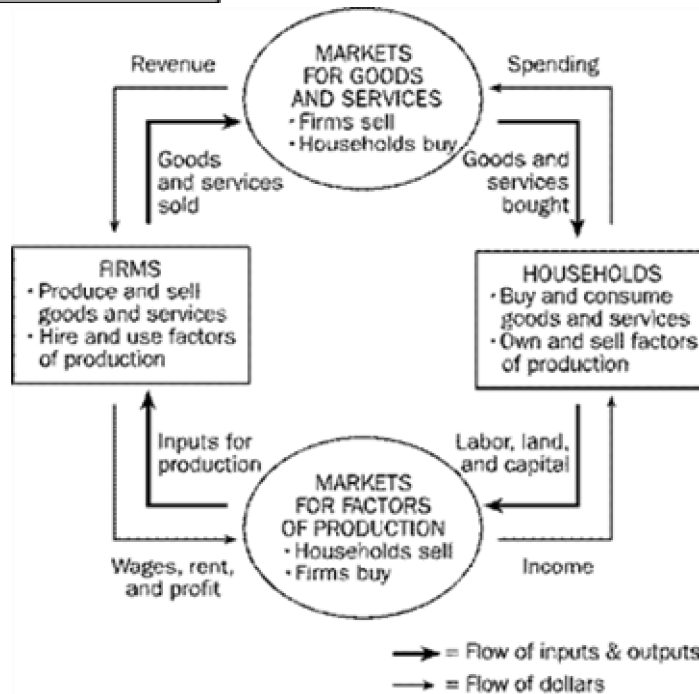 MARKETS
FOR GOODS
AND SERVICES
• Firms sell
• Households buy
Revenue
Spending
Goods
and services
sold
Goods and
services
bought
FIRMS
• Produce and sell
goods and services
• Hire and use factors
of production
HOUSEHOLDS
• Buy and consume
goods and services
• Own and sell factors
of production
Inputs for
production
Labor, land,
and capital
MARKETS
FOR FACTORS
OF PRODUCTION
• Households sell
• Firms buy
Wages, rent,
and profit
Income
= Flow of inputs & outputs
= Flow of dollars